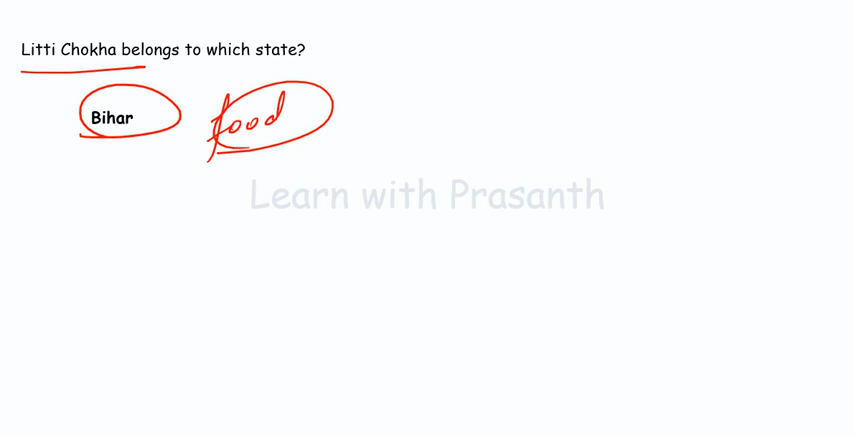 Litti Chokha belongs to which state?
Bihar food
Learn with Prasanth